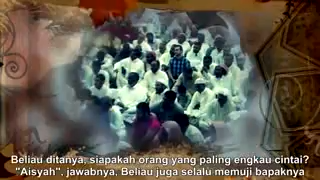 Beliau ditanya, siapakah orang yang paling engkau cintai?
"Aisyah", jawabnya, Beliau juga selalu memuji bapaknya